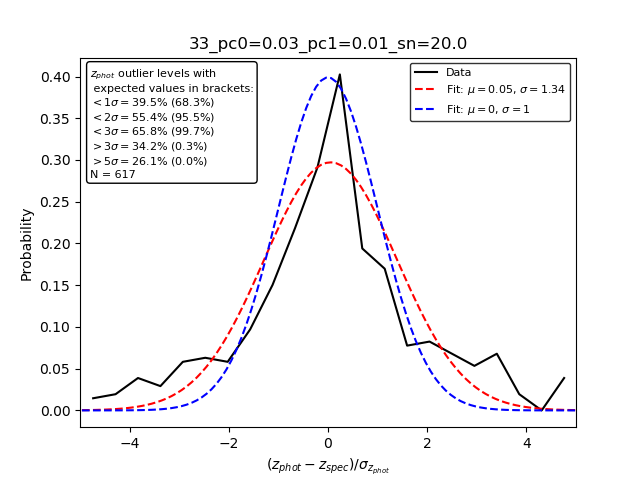 33_pc0=0.03_pc1=0.01_sn=20.0
z_phot outlier levels with
expected values in brackets:
<1σ = 39.5% (68.3%)
<2σ = 55.4% (95.5%)
<3σ = 65.8% (99.7%)
>3σ = 34.2% (0.3%)
>5σ = 26.1% (0.0%)
N = 617
Data
Fit: μ = 0.05, σ = 1.34
Fit: μ = 0, σ = 1
Probability
0.40
0.35
0.30
0.25
0.20
0.15
0.10
0.05
0.00
−4 −2 0 2 4
(z_phot − z_spec)/σ_z_phot